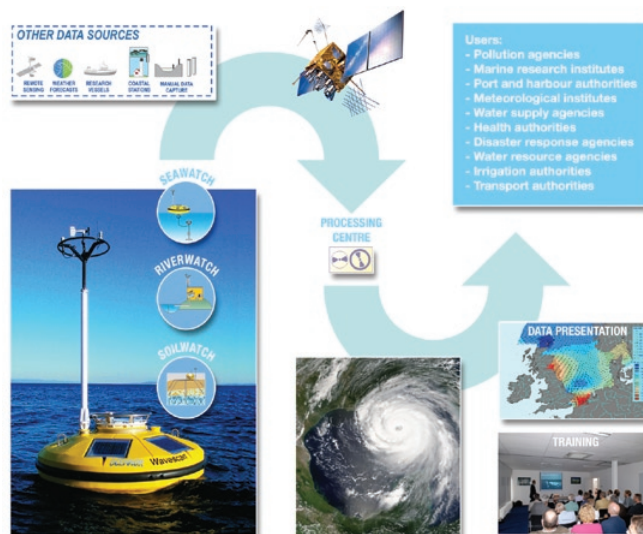 OTHER DATA SOURCES
REMOTE SENSING
WEATHER FORECASTS
RESEARCH VESSELS
COASTAL STATIONS
MANUAL DATA CAPTURE
Users:
- Pollution agencies
- Marine research institutes
- Port and harbour authorities
- Meteorological institutes
- Water supply agencies
- Health authorities
- Disaster response agencies
- Water resource agencies
- Irrigation authorities
- Transport authorities
SEAWATCH
PROCESSING
CENTRE
RIVERWATCH
SOILWATCH
Wavescan
DATA PRESENTATION
TRAINING